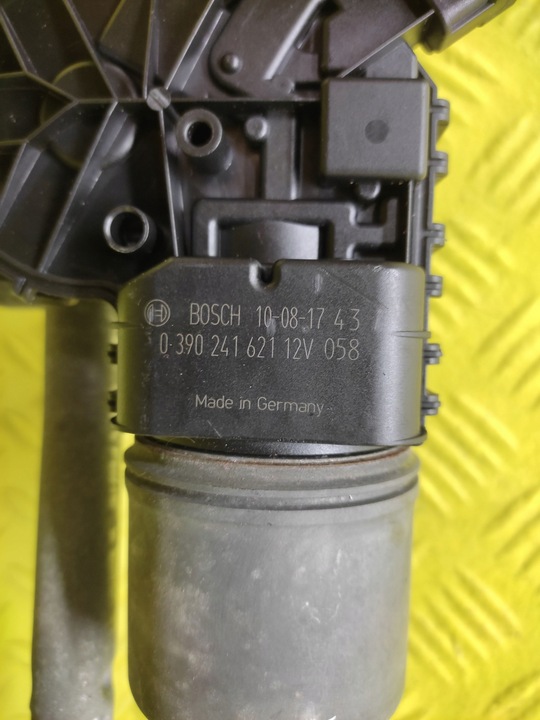 BOSCH 10-08-17 43
0 390 241 621 12V 058
Made in Germany